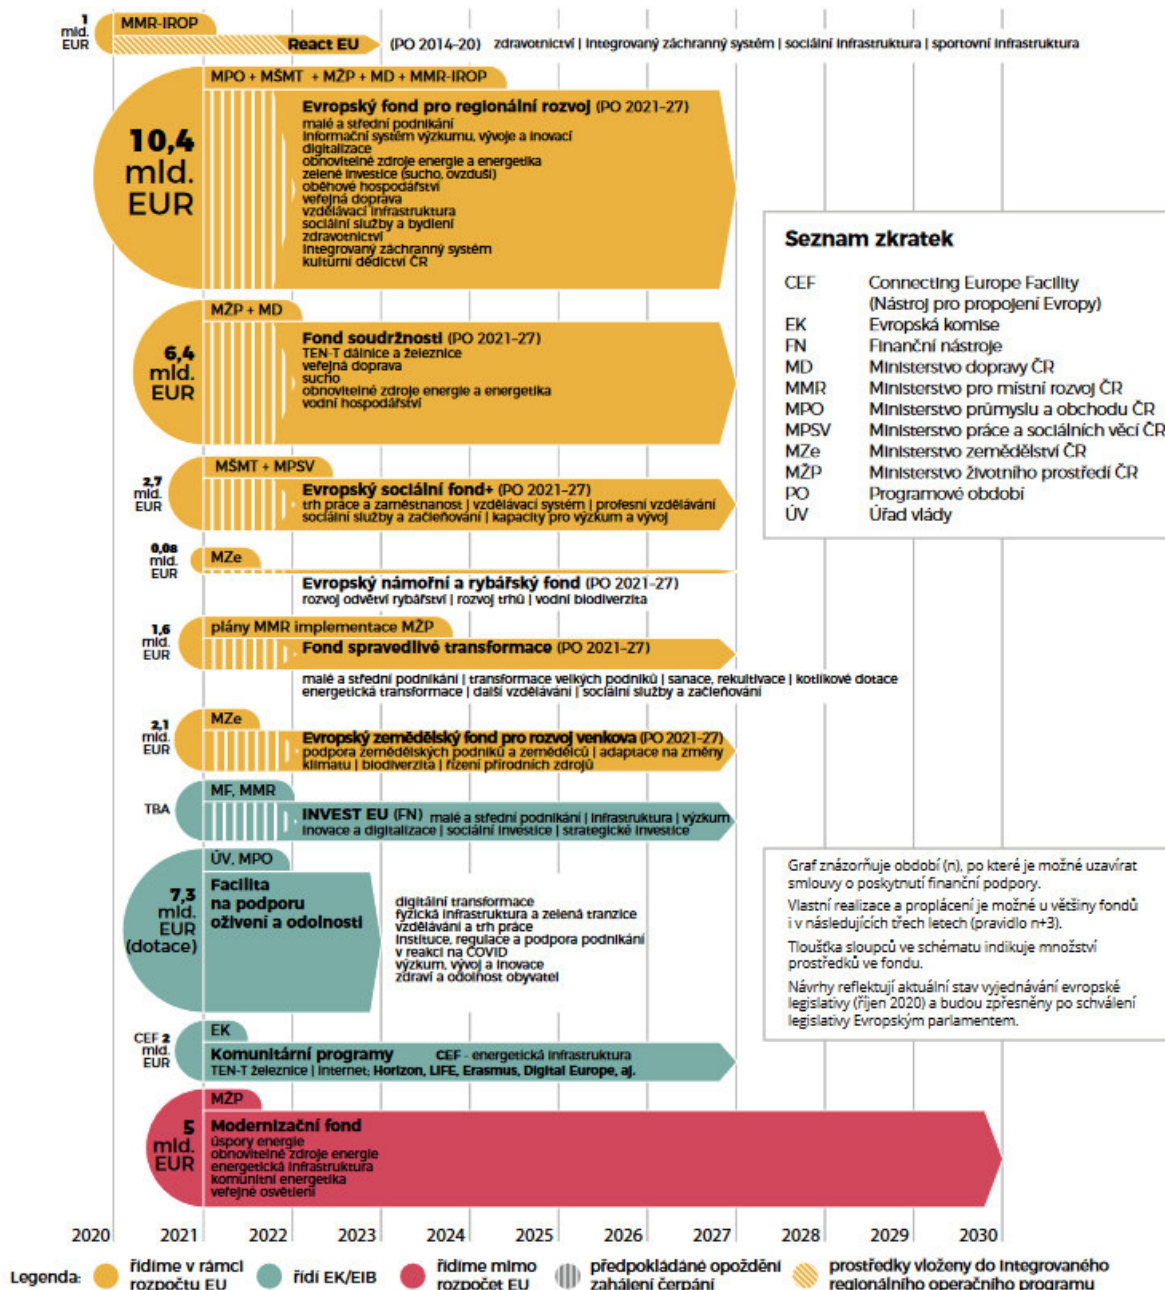 1
mld.
EUR
MMR-IROP
React EU
(PO 2014–20)
zdravotnictví | Integrovaný záchranný systém | sociální infrastruktura | sportovní infrastruktura
MPO + MŠMT + MŽP + MD + MMR-IROP
10,4
mld.
EUR
Evropský fond pro regionální rozvoj (PO 2021–27)
malé a střední podnikání
Informační systém výzkumu, vývoje a inovací
digitalizace
obnovitelné zdroje energie a energetika
zelené investice (sucho, ovzduší)
oběhové hospodářství
veřejná doprava
vzdělávací infrastruktura
sociální služby a bydlení
zdravotnictví
Integrovaný záchranný systém
kulturní dědictví ČR
MŽP + MD
6,4
mld.
EUR
Fond soudržnosti (PO 2021–27)
TEN-T dálnice a železnice
veřejná doprava
sucho
obnovitelné zdroje energie a energetika
vodní hospodářství
MŠMT + MPSV
2,7
mld.
EUR
Evropský sociální fond+ (PO 2021–27)
trh práce a zaměstnanost | vzdělávací systém | profesní vzdělávání
sociální služby a začleňování | kapacity pro výzkum a vývoj
0,08
mld.
EUR
MZe
Evropský námořní a rybářský fond (PO 2021–27)
rozvoj odvětví rybářství | rozvoj trhů | vodní biodiverzita
1,6
mld.
EUR
plány MMR implementace MŽP
Fond spravedlivé transformace (PO 2021–27)
malé a střední podnikání | transformace velkých podniků | sanace, rekultivace | kotlíkové dotace
energetická transformace | další vzdělávání | sociální služby a začleňování
2,1
mld.
EUR
MZe
Evropský zemědělský fond pro rozvoj venkova (PO 2021–27)
podpora zemědělských podniků a zemědělců | adaptace na změny
klimatu | biodiverzita | řízení přírodních zdrojů
TBA
MF, MMR
INVEST EU (FN) malé a střední podnikání | Infrastruktura | výzkum
Inovace a digitalizace | sociální investice | strategické investice
ÚV, MPO
7,3
mld.
EUR
(dotace)
Facilita
na podporu
oživení a odolnosti
digitální transformace
fyzická infrastruktura a zelená tranzice
vzdělávání a trh práce
Instituce, regulace a podpora podnikání
v reakci na COVID
výzkum, vývoj a inovace
zdraví a odolnost obyvatel
CEF 2
mld.
EUR
EK
Komunitární programy CEF - energetická infrastruktura
TEN-T železnice | Internet; Horizon, LIFE, Erasmus, Digital Europe, aj.
MŽP
5
mld.
EUR
Modernizační fond
úspory energie
obnovitelné zdroje energie
energetická infrastruktura
komunitní energetika
veřejné osvětlení
Seznam zkratek
CEF Connecting Europe Facility
(Nástroj pro propojení Evropy)
EK Evropská komise
FN Finanční nástroje
MD Ministerstvo dopravy ČR
MMR Ministerstvo pro místní rozvoj ČR
MPO Ministerstvo průmyslu a obchodu ČR
MPSV Ministerstvo práce a sociálních věcí ČR
MZe Ministerstvo zemědělství ČR
MŽP Ministerstvo životního prostředí ČR
PO Programové období
ÚV Úřad vlády
Graf znázorňuje období (n), po které je možné uzavírat
smlouvy o poskytnutí finanční podpory.
Vlastní realizace a proplácení je možné u většiny fondů
i v následujících třech letech (pravidlo n+3).
Tloušťka sloupců ve schématu indikuje množství
prostředků ve fondu.
Návrhy reflektují aktuální stav vyjednávání evropské
legislativy (říjen 2020) a budou zpřesněny po schválení
legislativy Evropským parlamentem.
2020 2021 2022 2023 2024 2025 2026 2027 2028 2029 2030
Legenda:
řídíme v rámci
rozpočtu EU
řídí EK/EIB
řídíme mimo
rozpočet EU
předpokládané opoždění
zahálení čerpání
prostředky vloženy do Integrovaného
regionálního operačního programu